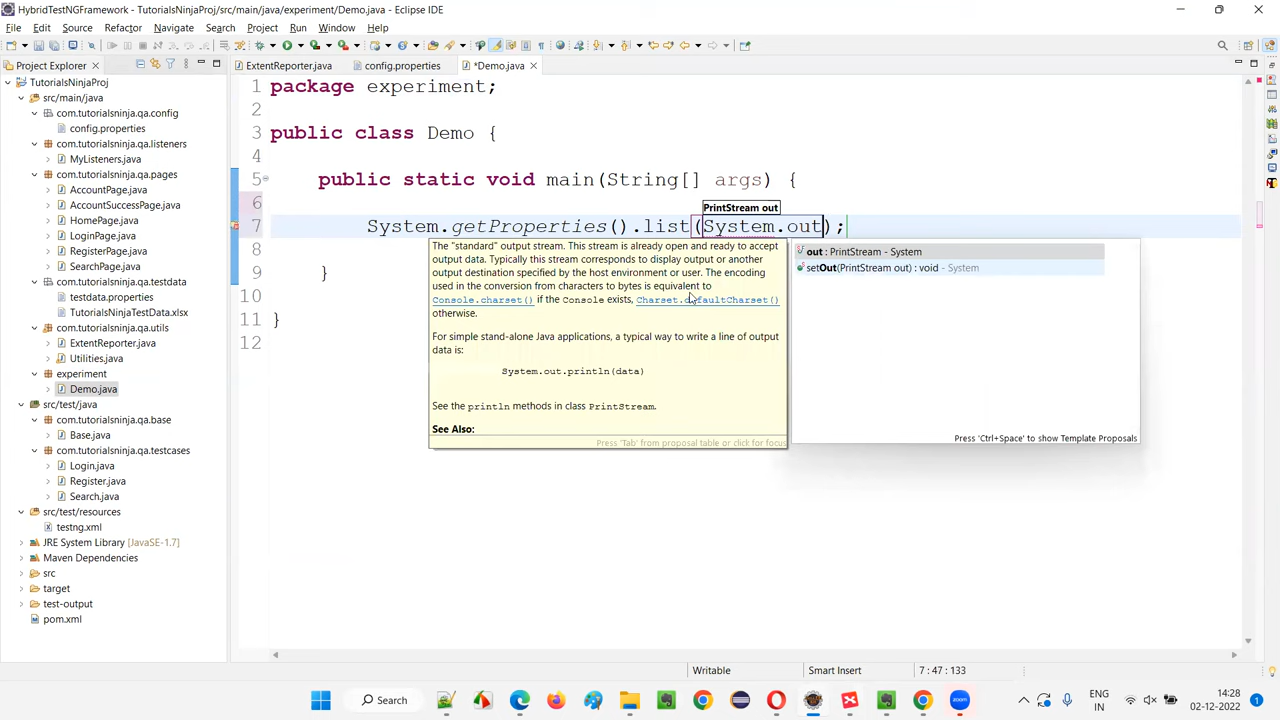 HybridTestNGFramework - TutorialsNinjaProj/src/main/java/experiment/Demo.java - Eclipse IDE
File Edit Source Refactor Navigate Search Project Run Window Help
Project Explorer
ExtentReporter.java
config.properties
*Demo.java
TutorialsNinjaProj
src/main/java
com.tutorialsninja.qa.config
config.properties
com.tutorialsninja.qa.listeners
MyListeners.java
com.tutorialsninja.qa.pages
AccountPage.java
AccountSuccessPage.java
HomePage.java
LoginPage.java
RegisterPage.java
SearchPage.java
com.tutorialsninja.qa.testdata
testdata.properties
TutorialsNinjaTestData.xlsx
com.tutorialsninja.qa.utils
ExtentReporter.java
Utilities.java
experiment
Demo.java
src/test/java
com.tutorialsninja.qa.base
Base.java
com.tutorialsninja.qa.testcases
Login.java
Register.java
Search.java
src/test/resources
testng.xml
JRE System Library [JavaSE-1.7]
Maven Dependencies
src
target
test-output
pom.xml
1 package experiment;
2
3 public class Demo {
4
5 public static void main(String[] args) {
6
PrintStream out
7 System.getProperties().list(System.out);
8
9 }
10
11 }
12
The "standard" output stream. This stream is already open and ready to accept
output data. Typically this stream corresponds to display output or another
output destination specified by the host environment or user. The encoding
used in the conversion from characters to bytes is equivalent to
Console.charset() if the Console exists, Charset.defaultCharset()
otherwise.
For simple stand-alone Java applications, a typical way to write a line of output
data is:
System.out.println(data)
See the println methods in class PrintStream.
See Also:
Press 'Tab' from proposal table or click for focus
out : PrintStream - System
setOut(PrintStream out) : void - System
Press 'Ctrl+Space' to show Template Proposals
Writable
Smart Insert
7 : 47 : 133
Search
zoom
ENG
IN
14:28
02-12-2022